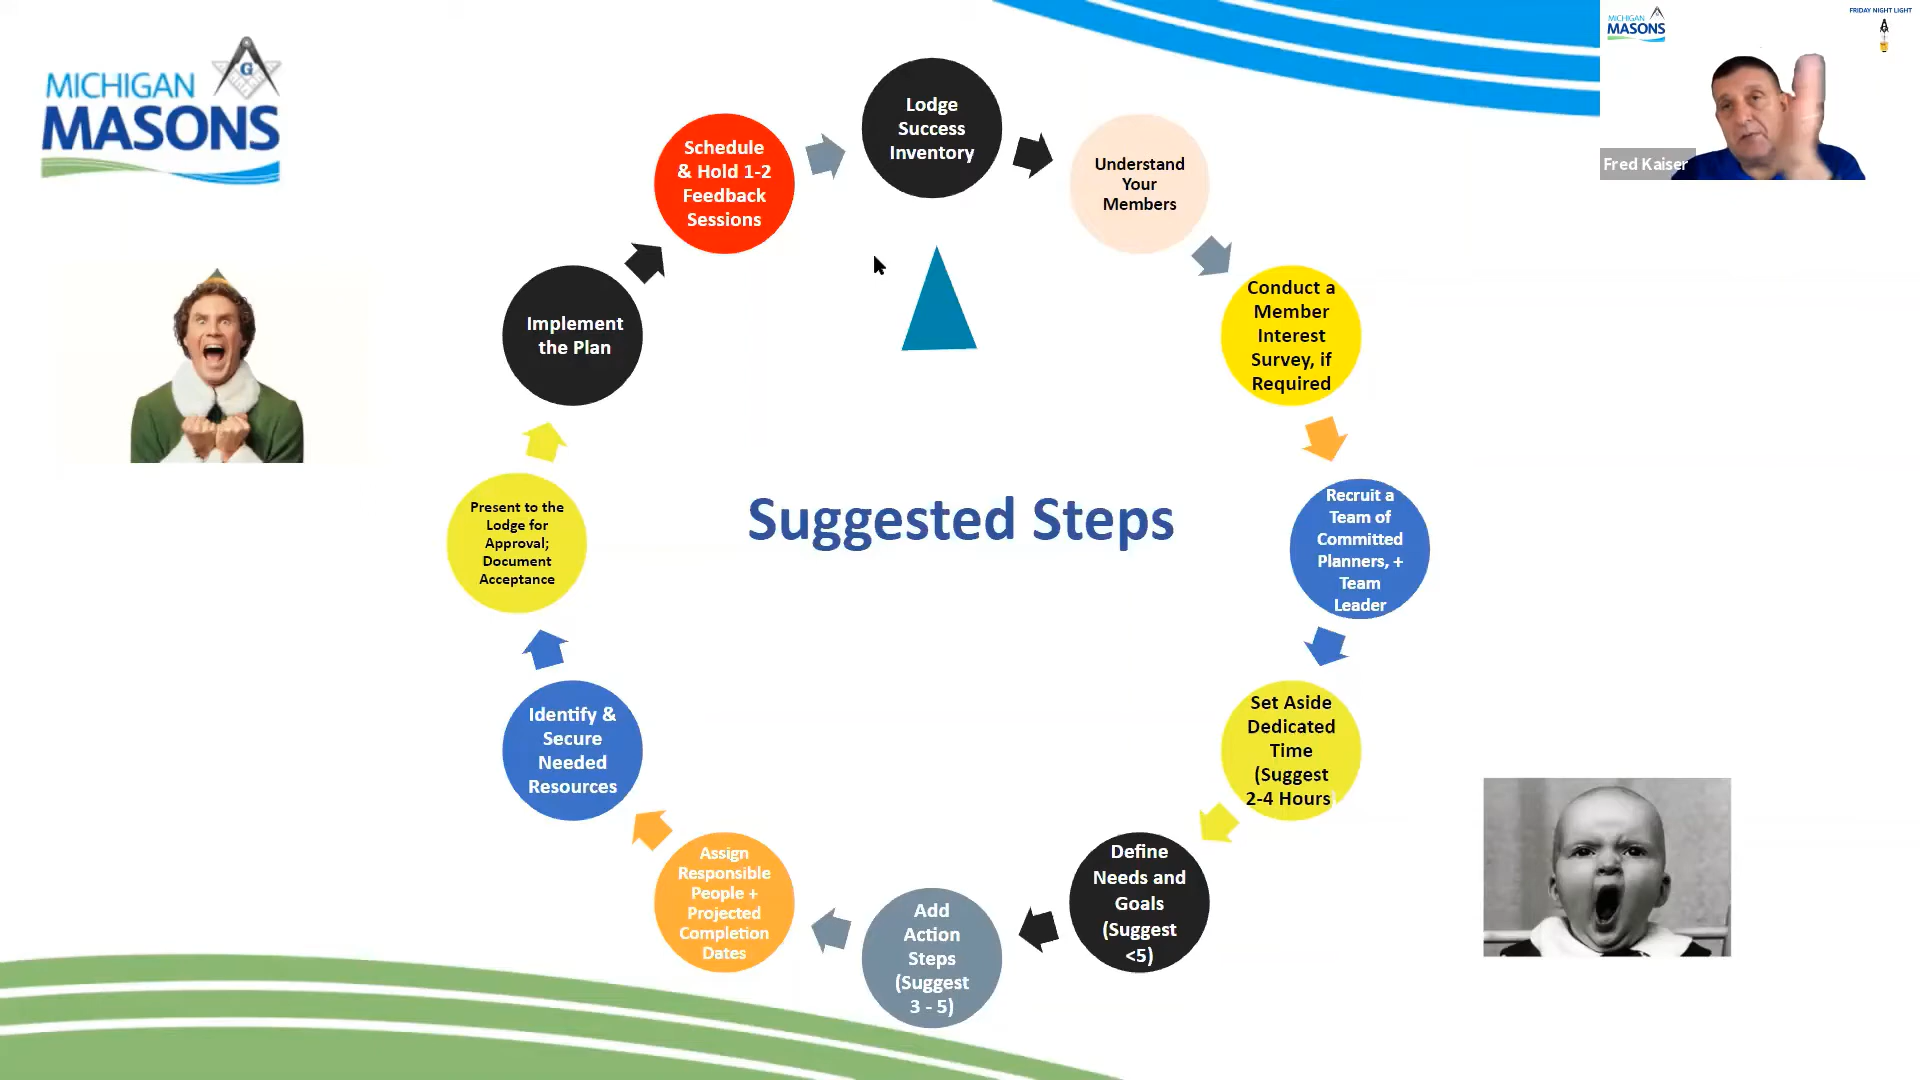 MICHIGAN
MASONS
G
Lodge
Success
Inventory
Understand
Your
Members
Conduct a
Member
Interest
Survey, if
Required
Recruit a
Team of
Committed
Planners, +
Team
Leader
Set Aside
Dedicated
Time
(Suggest
2-4 Hours)
Define
Needs and
Goals
(Suggest
<5)
Add
Action
Steps
(Suggest
3 - 5)
Assign
Responsible
People +
Projected
Completion
Dates
Identify &
Secure
Needed
Resources
Present to the
Lodge for
Approval;
Document
Acceptance
Implement
the Plan
Schedule
& Hold 1-2
Feedback
Sessions
Suggested Steps
MICHIGAN
MASONS
FRIDAY NIGHT LIGHT
Fred Kaiser